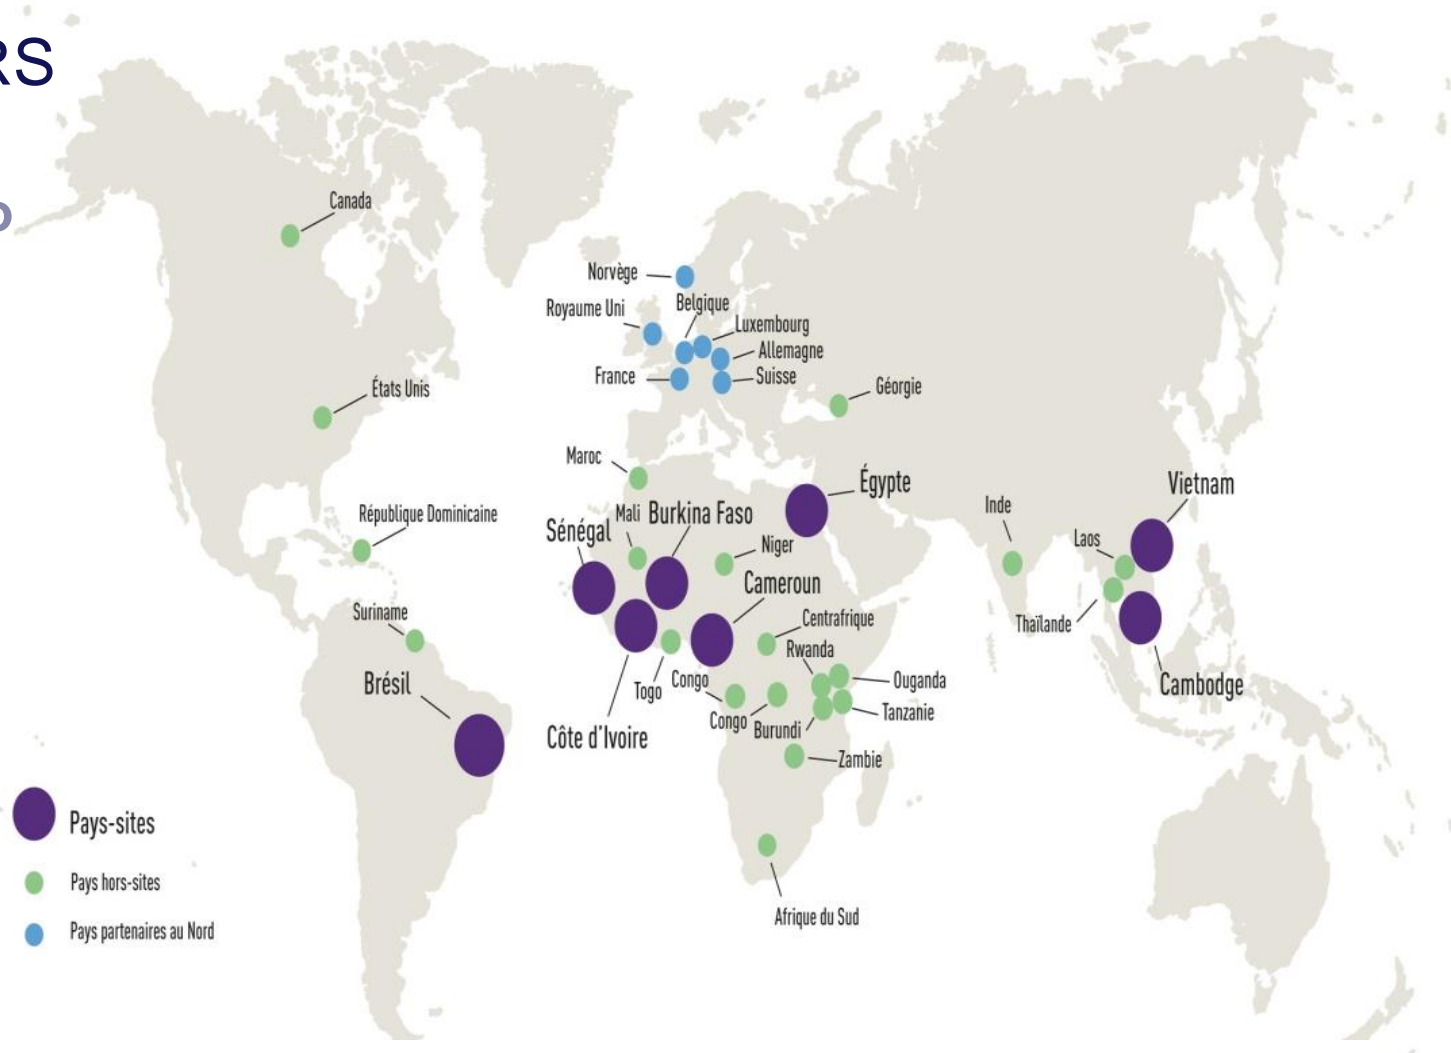 RS
Canada
Norvège
Royaume Uni
Belgique
Luxembourg
Allemagne
France
Suisse
Géorgie
États Unis
Maroc
Égypte
Vietnam
Inde
République Dominicaine
Mali
Burkina Faso
Sénégal
Niger
Laos
Cameroun
Suriname
Centrafrique
Thaïlande
Rwanda
Brésil
Togo
Congo
Ouganda
Cambodge
Congo
Burundi
Tanzanie
Côte d'Ivoire
Zambie
Pays-sites
Pays hors-sites
Afrique du Sud
Pays partenaires au Nord